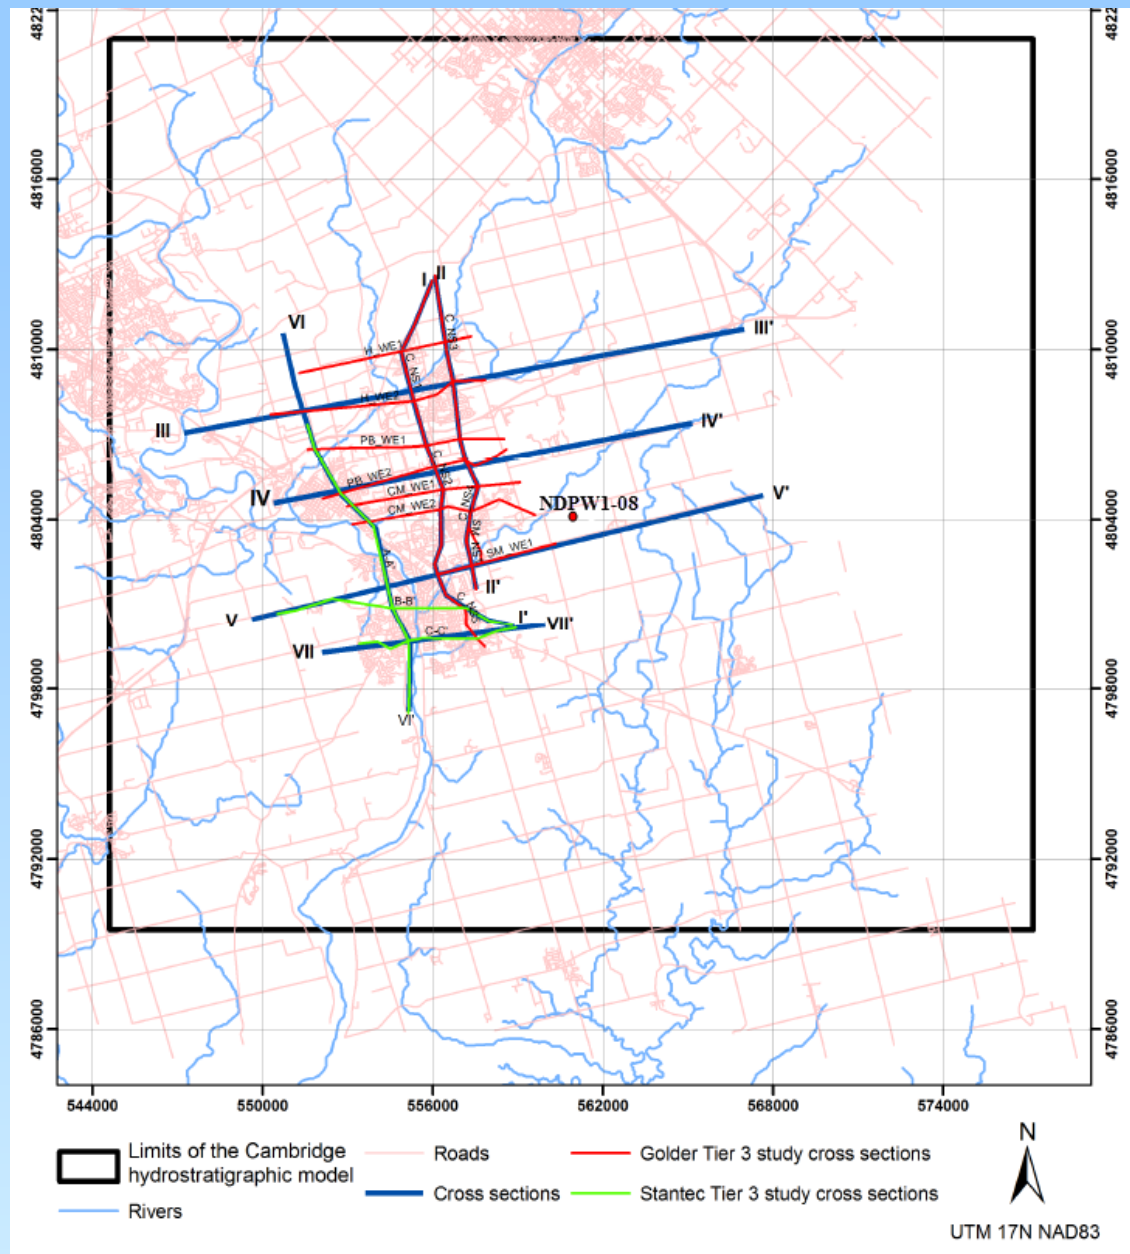 4822
4822
4816000
4816000
I II
VI
C_NS3
4810000
4810000
III'
H_WE1
C_NS1
H_WE2
III
IV'
PB_WE1
C_NS2
PB_WE2
CM_WE1
IV
V'
NDPW1-08
CM_WE2
4804000
4804000
SM_WE1
A-A'
II'
B-B'
V
I'
VII'
C-C'
VII
4798000
4798000
VI'
4792000
4792000
4786000
4786000
544000 550000 556000 562000 568000 574000
Limits of the Cambridge
hydrostratigraphic model
Rivers
Roads
Cross sections
Golder Tier 3 study cross sections
Stantec Tier 3 study cross sections
N
UTM 17N NAD83